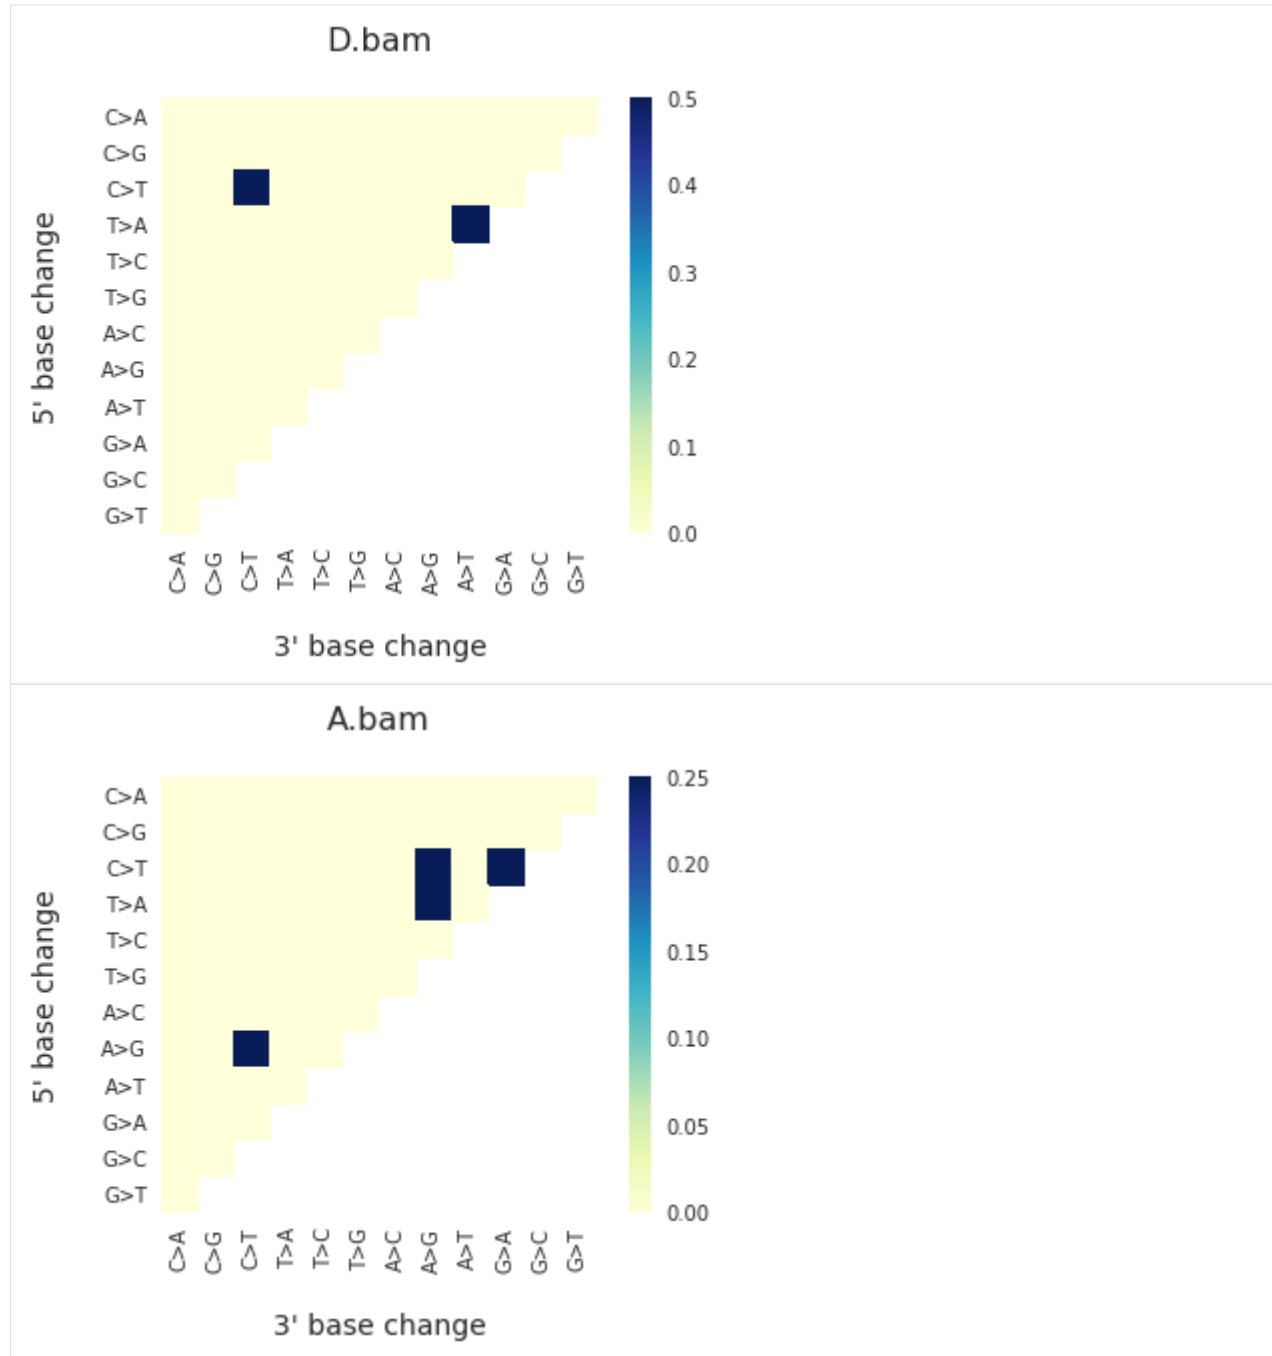 D.bam
5' base change
C>A
C>G
C>T
T>A
T>C
T>G
A>C
A>G
A>T
G>A
G>C
G>T
C>A C>G C>T T>A T>C T>G A>C A>G A>T G>A G>C G>T
3' base change
0.5
0.4
0.3
0.2
0.1
0.0
A.bam
5' base change
C>A
C>G
C>T
T>A
T>C
T>G
A>C
A>G
A>T
G>A
G>C
G>T
C>A C>G C>T T>A T>C T>G A>C A>G A>T G>A G>C G>T
3' base change
0.25
0.20
0.15
0.10
0.05
0.00